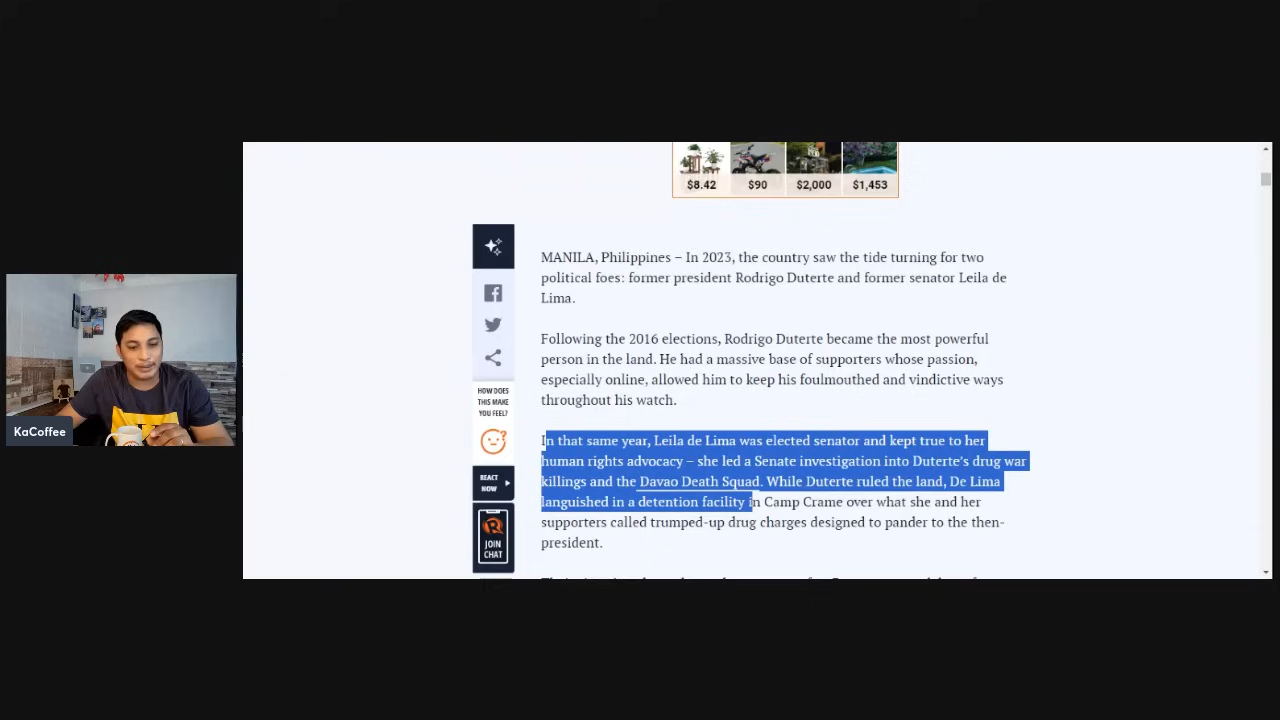 $8.42
$90
$2,000
$1,453
MANILA, Philippines – In 2023, the country saw the tide turning for two
political foes: former president Rodrigo Duterte and former senator Leila de
Lima.
Following the 2016 elections, Rodrigo Duterte became the most powerful
person in the land. He had a massive base of supporters whose passion,
especially online, allowed him to keep his foulmouthed and vindictive ways
throughout his watch.
In that same year, Leila de Lima was elected senator and kept true to her
human rights advocacy – she led a Senate investigation into Duterte's drug war
killings and the Davao Death Squad. While Duterte ruled the land, De Lima
languished in a detention facility in Camp Crame over what she and her
supporters called trumped-up drug charges designed to pander to the then-
president.
HOW DOES
THIS MAKE
YOU FEEL?
REACT
NOW
R
JOIN
CHAT
KaCoffee